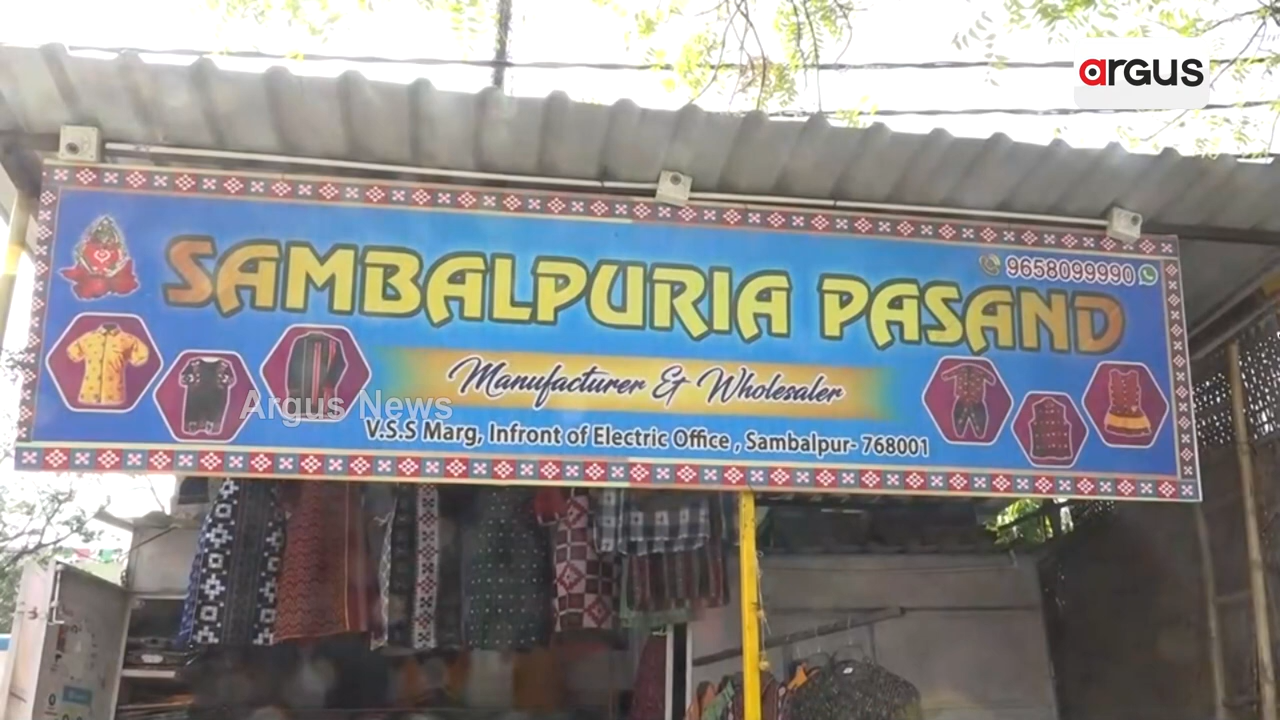 argus
9658099990
SAMBALPURIA PASAND
Manufacturer & Wholesaler
Argus News
V.S.S Marg, Infront of Electric Office , Sambalpur- 768001